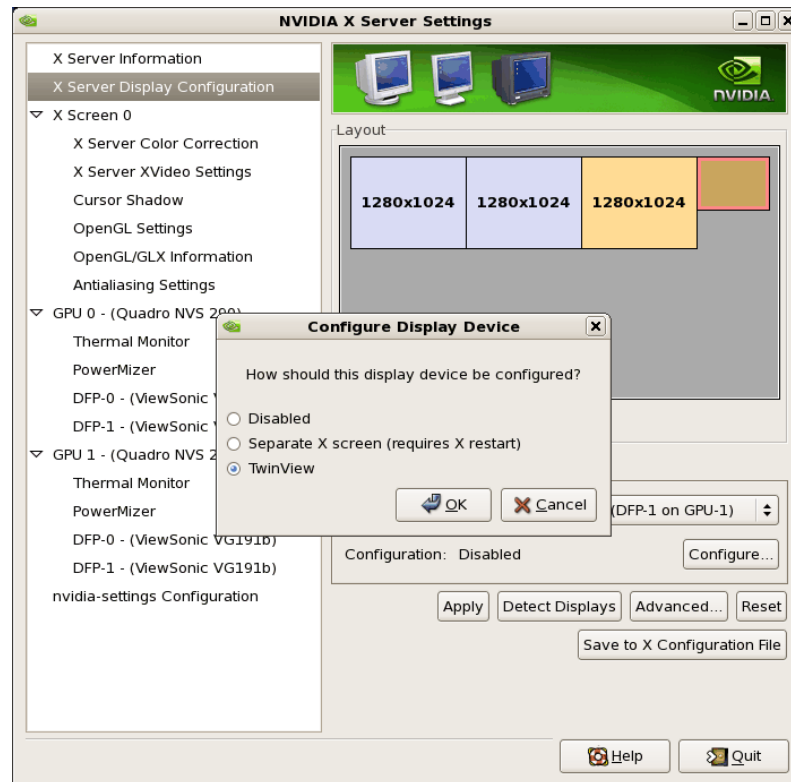 NVIDIA X Server Settings
X Server Information
X Server Display Configuration
X Screen 0
X Server Color Correction
X Server XVideo Settings
Cursor Shadow
OpenGL Settings
OpenGL/GLX Information
Antialiasing Settings
GPU 0 - (Quadro NVS
Thermal Monitor
PowerMizer
DFP-0 - (ViewSonic
DFP-1 - (ViewSonic
GPU 1 - (Quadro NVS 2
Thermal Monitor
PowerMizer
DFP-0 - (ViewSonic VG191b)
DFP-1 - (ViewSonic VG191b)
nvidia-settings Configuration
NVIDIA
Layout
1280x1024 1280x1024 1280x1024
Configure Display Device
How should this display device be configured?
Disabled
Separate X screen (requires X restart)
TwinView
OK Cancel
(DFP-1 on GPU-1)
Configuration: Disabled Configure...
Apply Detect Displays Advanced... Reset
Save to X Configuration File
Help Quit